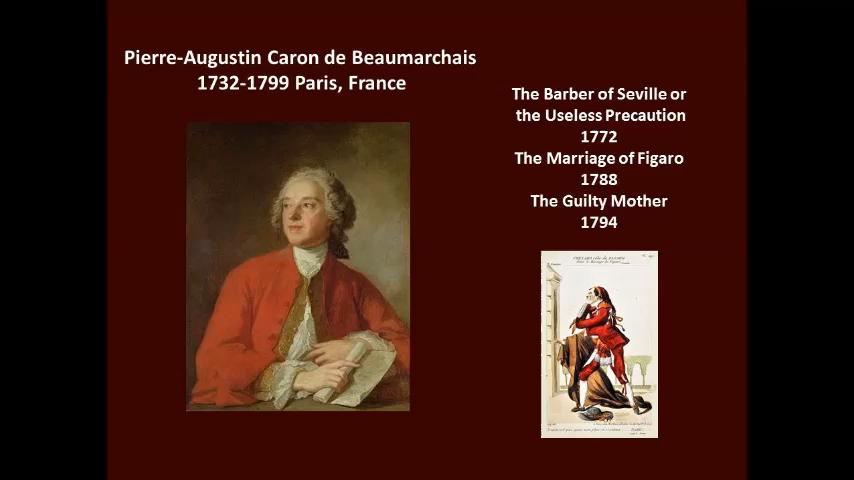 Pierre-Augustin Caron de Beaumarchais
1732-1799 Paris, France
The Barber of Seville or
the Useless Precaution
1772
The Marriage of Figaro
1788
The Guilty Mother
1794